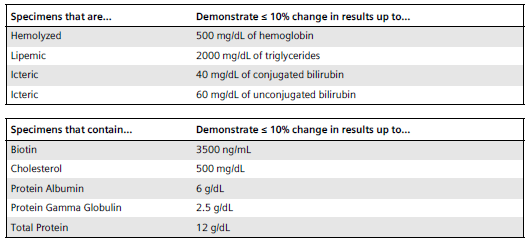 Specimens that are... Demonstrate ≤ 10% change in results up to...
Hemolyzed 500 mg/dL of hemoglobin
Lipemic 2000 mg/dL of triglycerides
Icteric 40 mg/dL of conjugated bilirubin
Icteric 60 mg/dL of unconjugated bilirubin
Specimens that contain... Demonstrate ≤ 10% change in results up to...
Biotin 3500 ng/mL
Cholesterol 500 mg/dL
Protein Albumin 6 g/dL
Protein Gamma Globulin 2.5 g/dL
Total Protein 12 g/dL